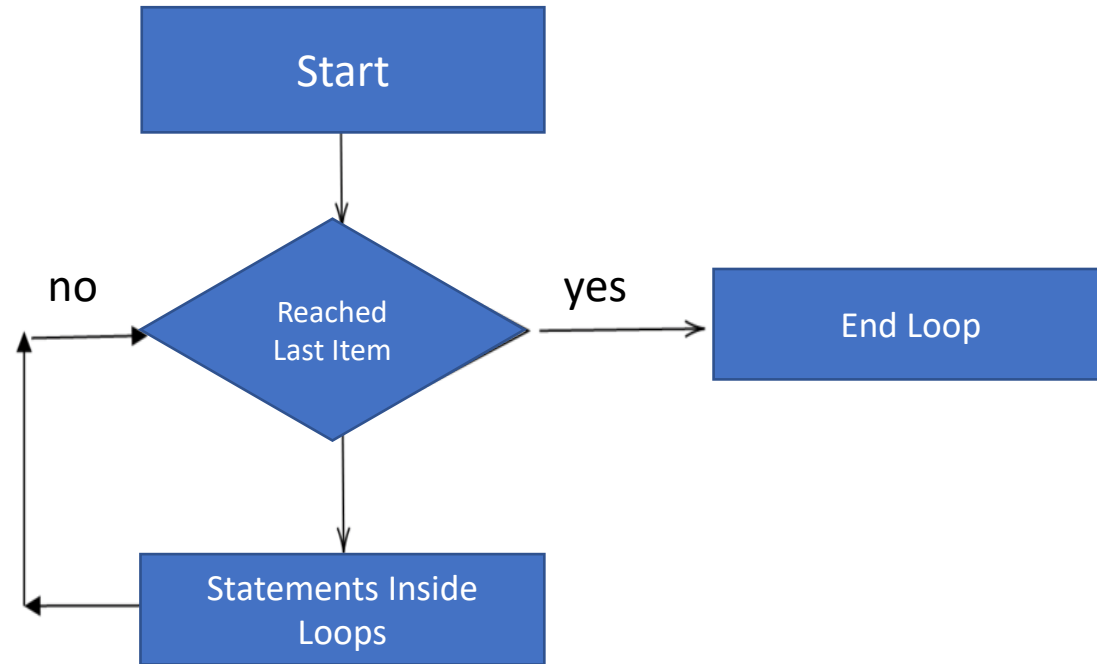 Start
no
yes
Reached
Last Item
End Loop
Statements Inside
Loops